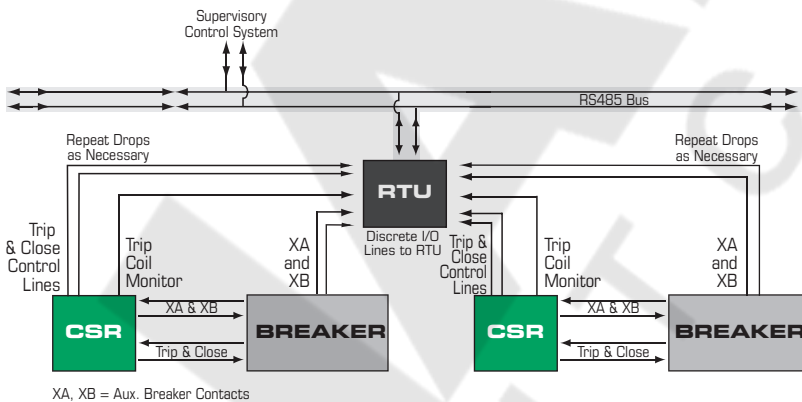 Supervisory
Control System
RS485 Bus
Repeat Drops
as Necessary
Repeat Drops
as Necessary
RTU
Discrete I/O
Lines to RTU
Trip
& Close
Control
Lines
Trip
Coil
Monitor
XA
and
XB
Trip &
Close
Control
Lines
Trip
Coil
Monitor
XA
and
XB
CSR
XA & XB
Trip & Close
BREAKER
CSR
XA & XB
Trip & Close
BREAKER
XA, XB = Aux. Breaker Contacts